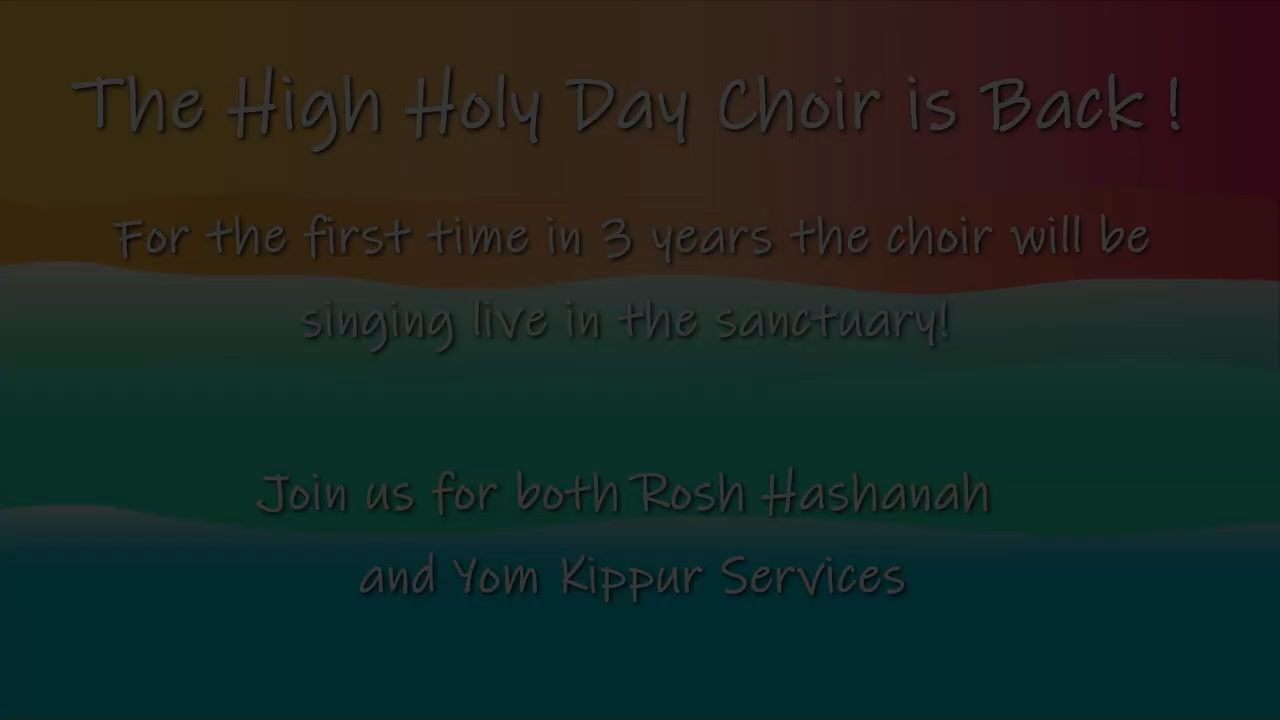 The High Holy Day Choir is Back !
For the first time in 3 years the choir will be
singing live in the sanctuary!
Join us for both Rosh Hashanah
and Yom Kippur Services